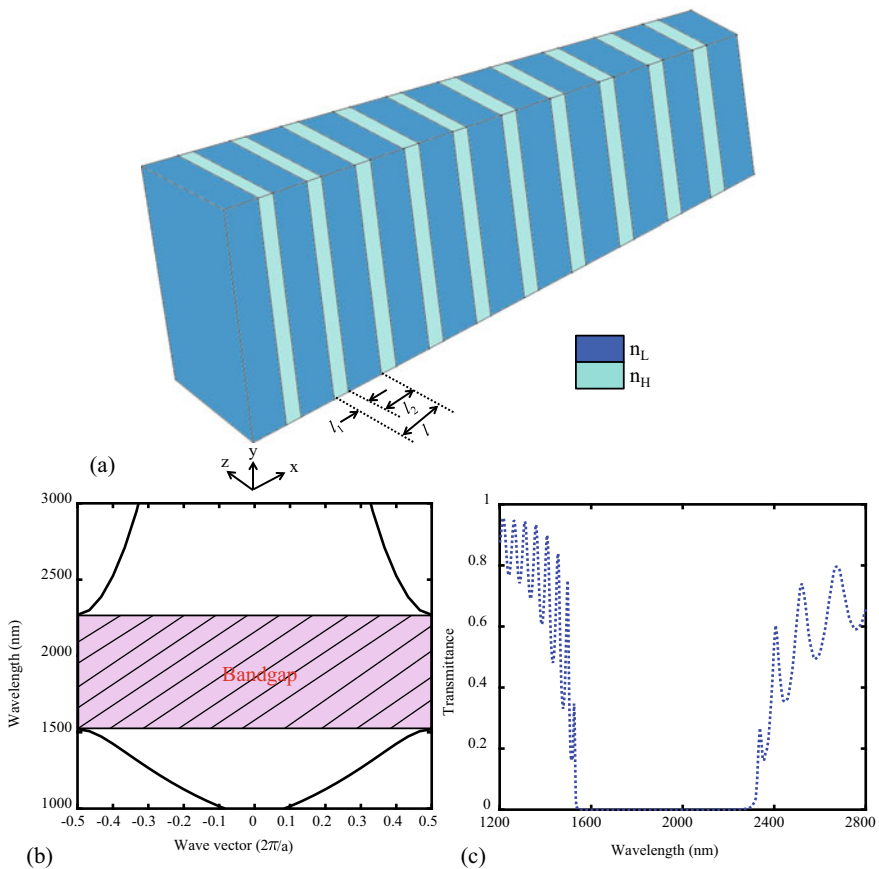 n_L
n_H
l_1
l_2
l
(a)
z
y
x
3000
2500
2000
1500
1000
Wavelength (nm)
Bandgap
-0.5 -0.4 -0.3 -0.2 -0.1 0 0.1 0.2 0.3 0.4 0.5
Wave vector (2π/a)
(b)
1
0.8
0.6
0.4
0.2
0
Transmittance
1200 1600 2000 2400 2800
Wavelength (nm)
(c)